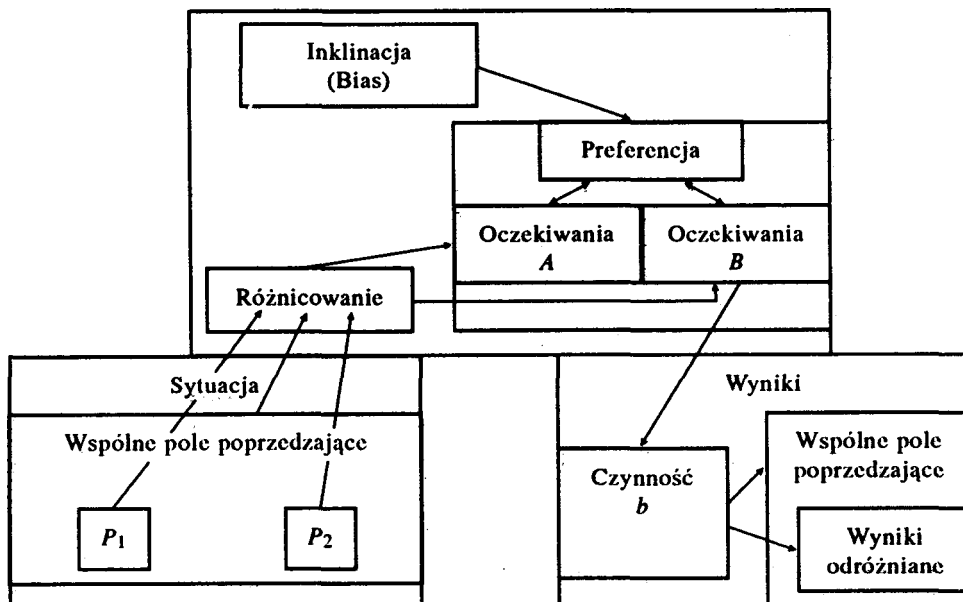 Inklinacja
(Bias)
Preferencja
Oczekiwania
A
Oczekiwania
B
Różnicowanie
Sytuacja
Wspólne pole poprzedzające
P1
P2
Wyniki
Czynność
b
Wspólne pole
poprzedzające
Wyniki
odróżniane